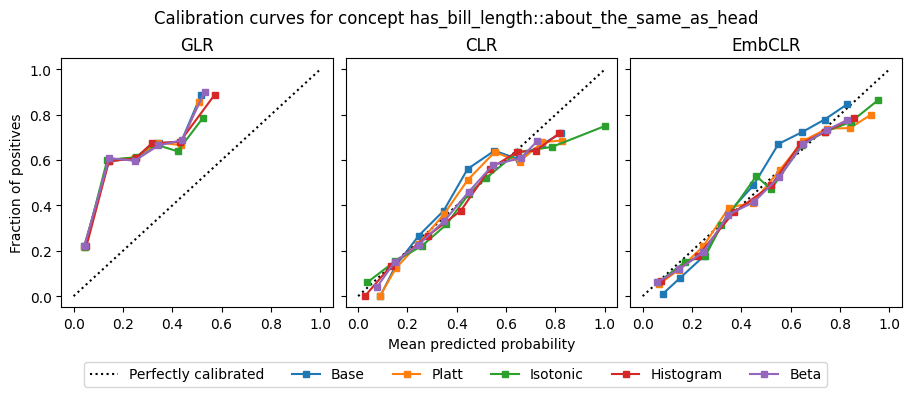 Calibration curves for concept has_bill_length::about_the_same_as_head
GLR
CLR
EmbCLR
Fraction of positives
1.0
0.8
0.6
0.4
0.2
0.0
0.0 0.2 0.4 0.6 0.8 1.0
0.0 0.2 0.4 0.6 0.8 1.0
0.0 0.2 0.4 0.6 0.8 1.0
Mean predicted probability
Perfectly calibrated Base Platt Isotonic Histogram Beta